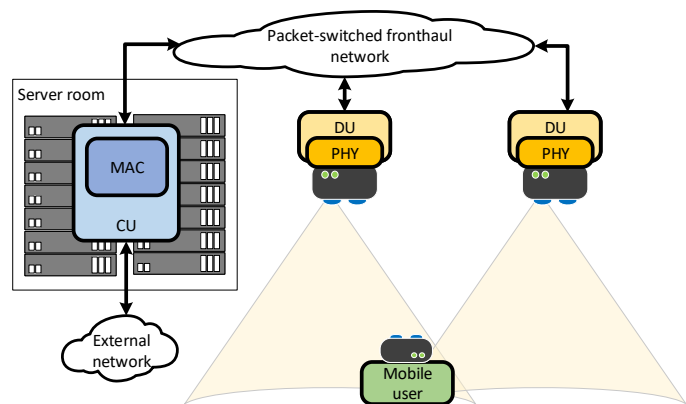 Packet-switched fronthaul
network
Server room
MAC
CU
DU
PHY
DU
PHY
External
network
Mobile
user